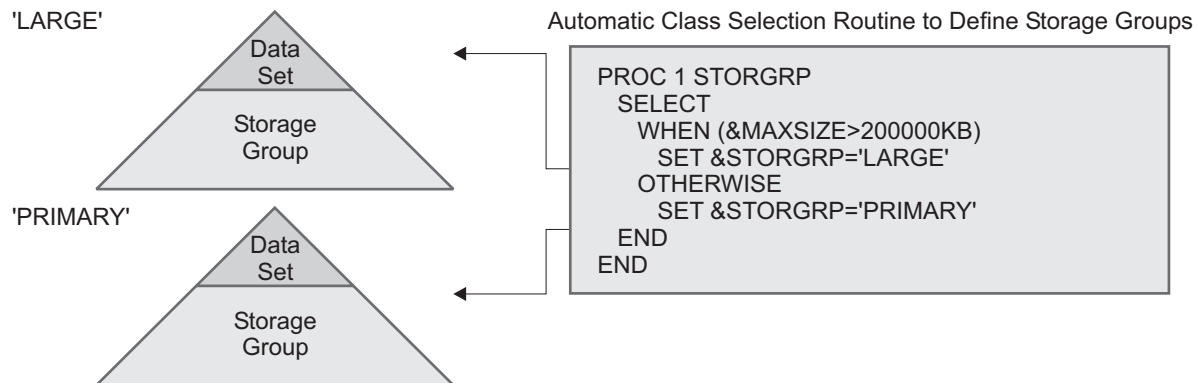 'LARGE'
Data
Set
Storage
Group
'PRIMARY'
Data
Set
Storage
Group
Automatic Class Selection Routine to Define Storage Groups
PROC 1 STORGRP
SELECT
WHEN (&MAXSIZE>200000KB)
SET &STORGRP='LARGE'
OTHERWISE
SET &STORGRP='PRIMARY'
END
END